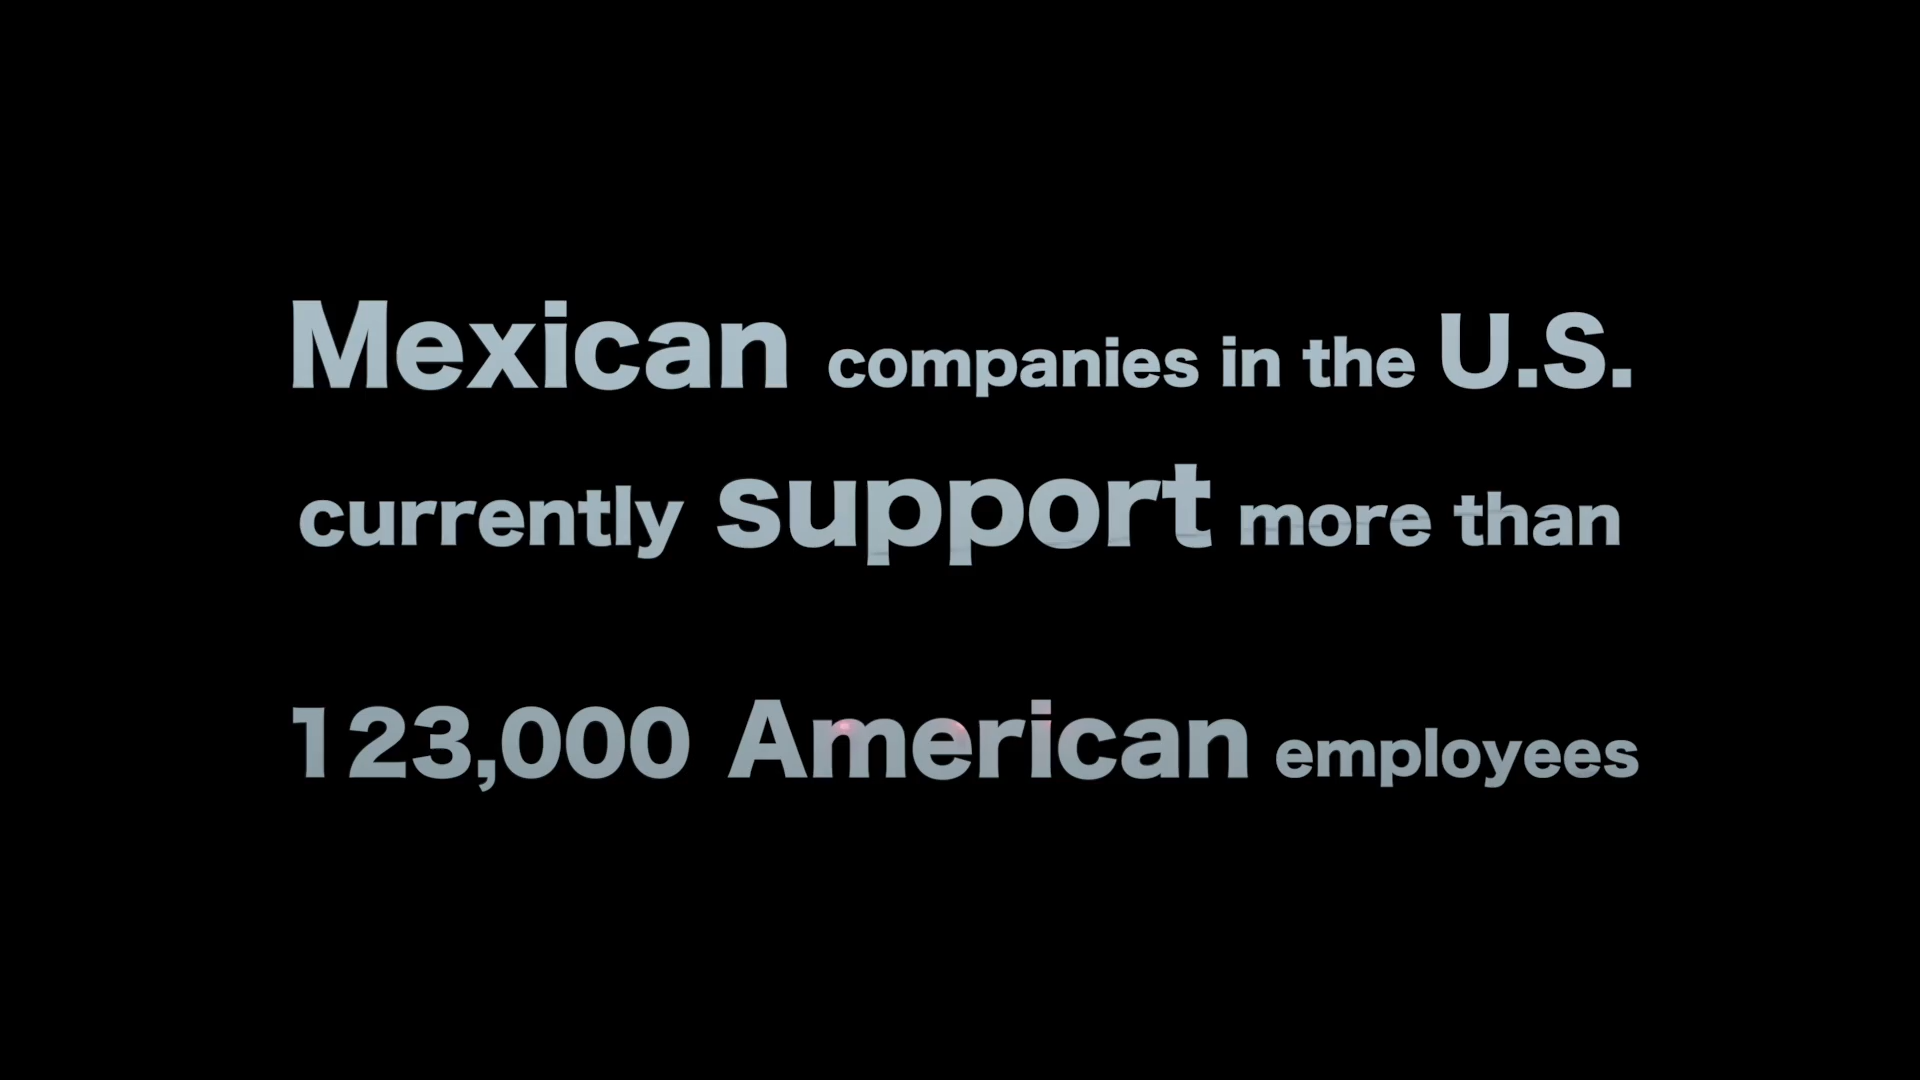 Mexican companies in the U.S.
currently support more than
123,000 American employees